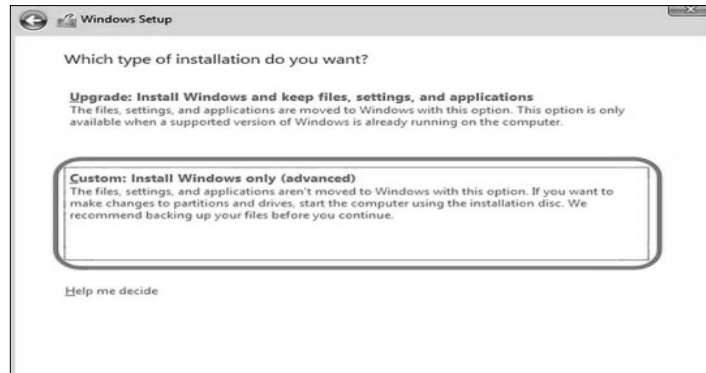 Windows Setup
Which type of installation do you want?
Upgrade: Install Windows and keep files, settings, and applications
The files, settings, and applications are moved to Windows with this option. This option is only
available when a supported version of Windows is already running on the computer.
Custom: Install Windows only (advanced)
The files, settings, and applications aren't moved to Windows with this option. If you want to
make changes to partitions and drives, start the computer using the installation disc. We
recommend backing up your files before you continue.
Help me decide